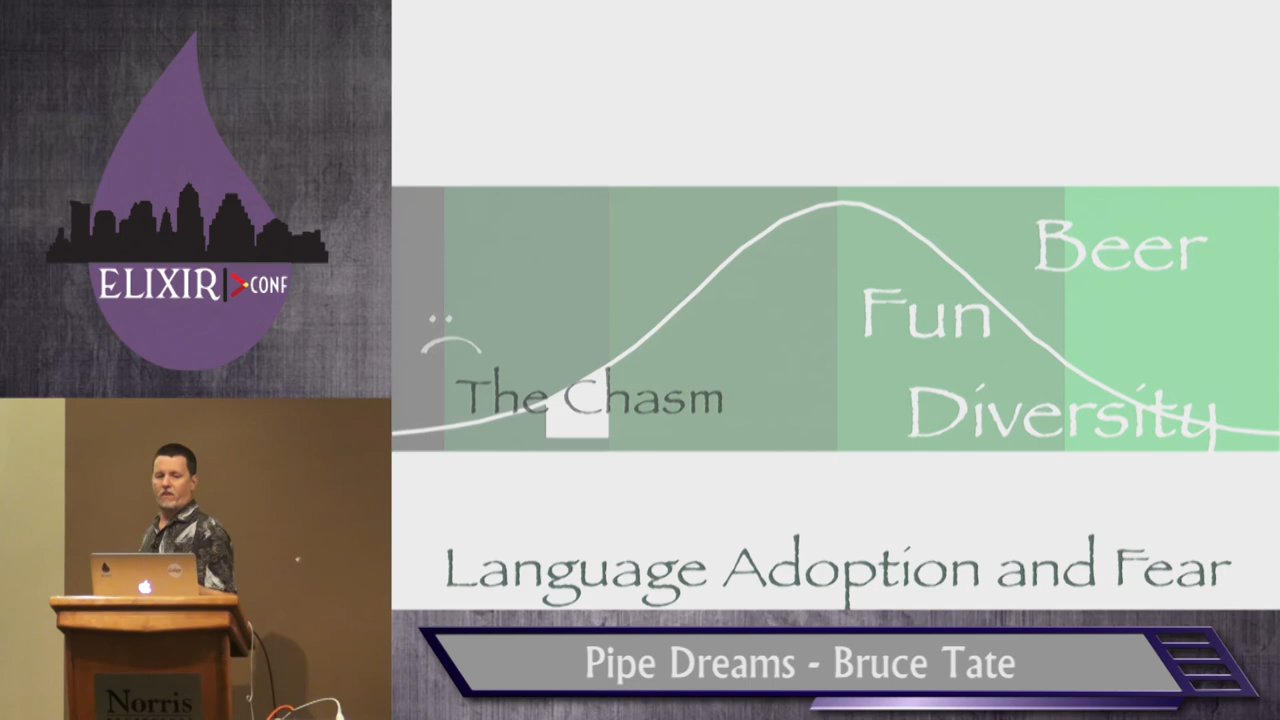 ELIXIR|>CONF
Beer
Fun
The Chasm
Diversity
Language Adoption and Fear
Pipe Dreams - Bruce Tate
Norris